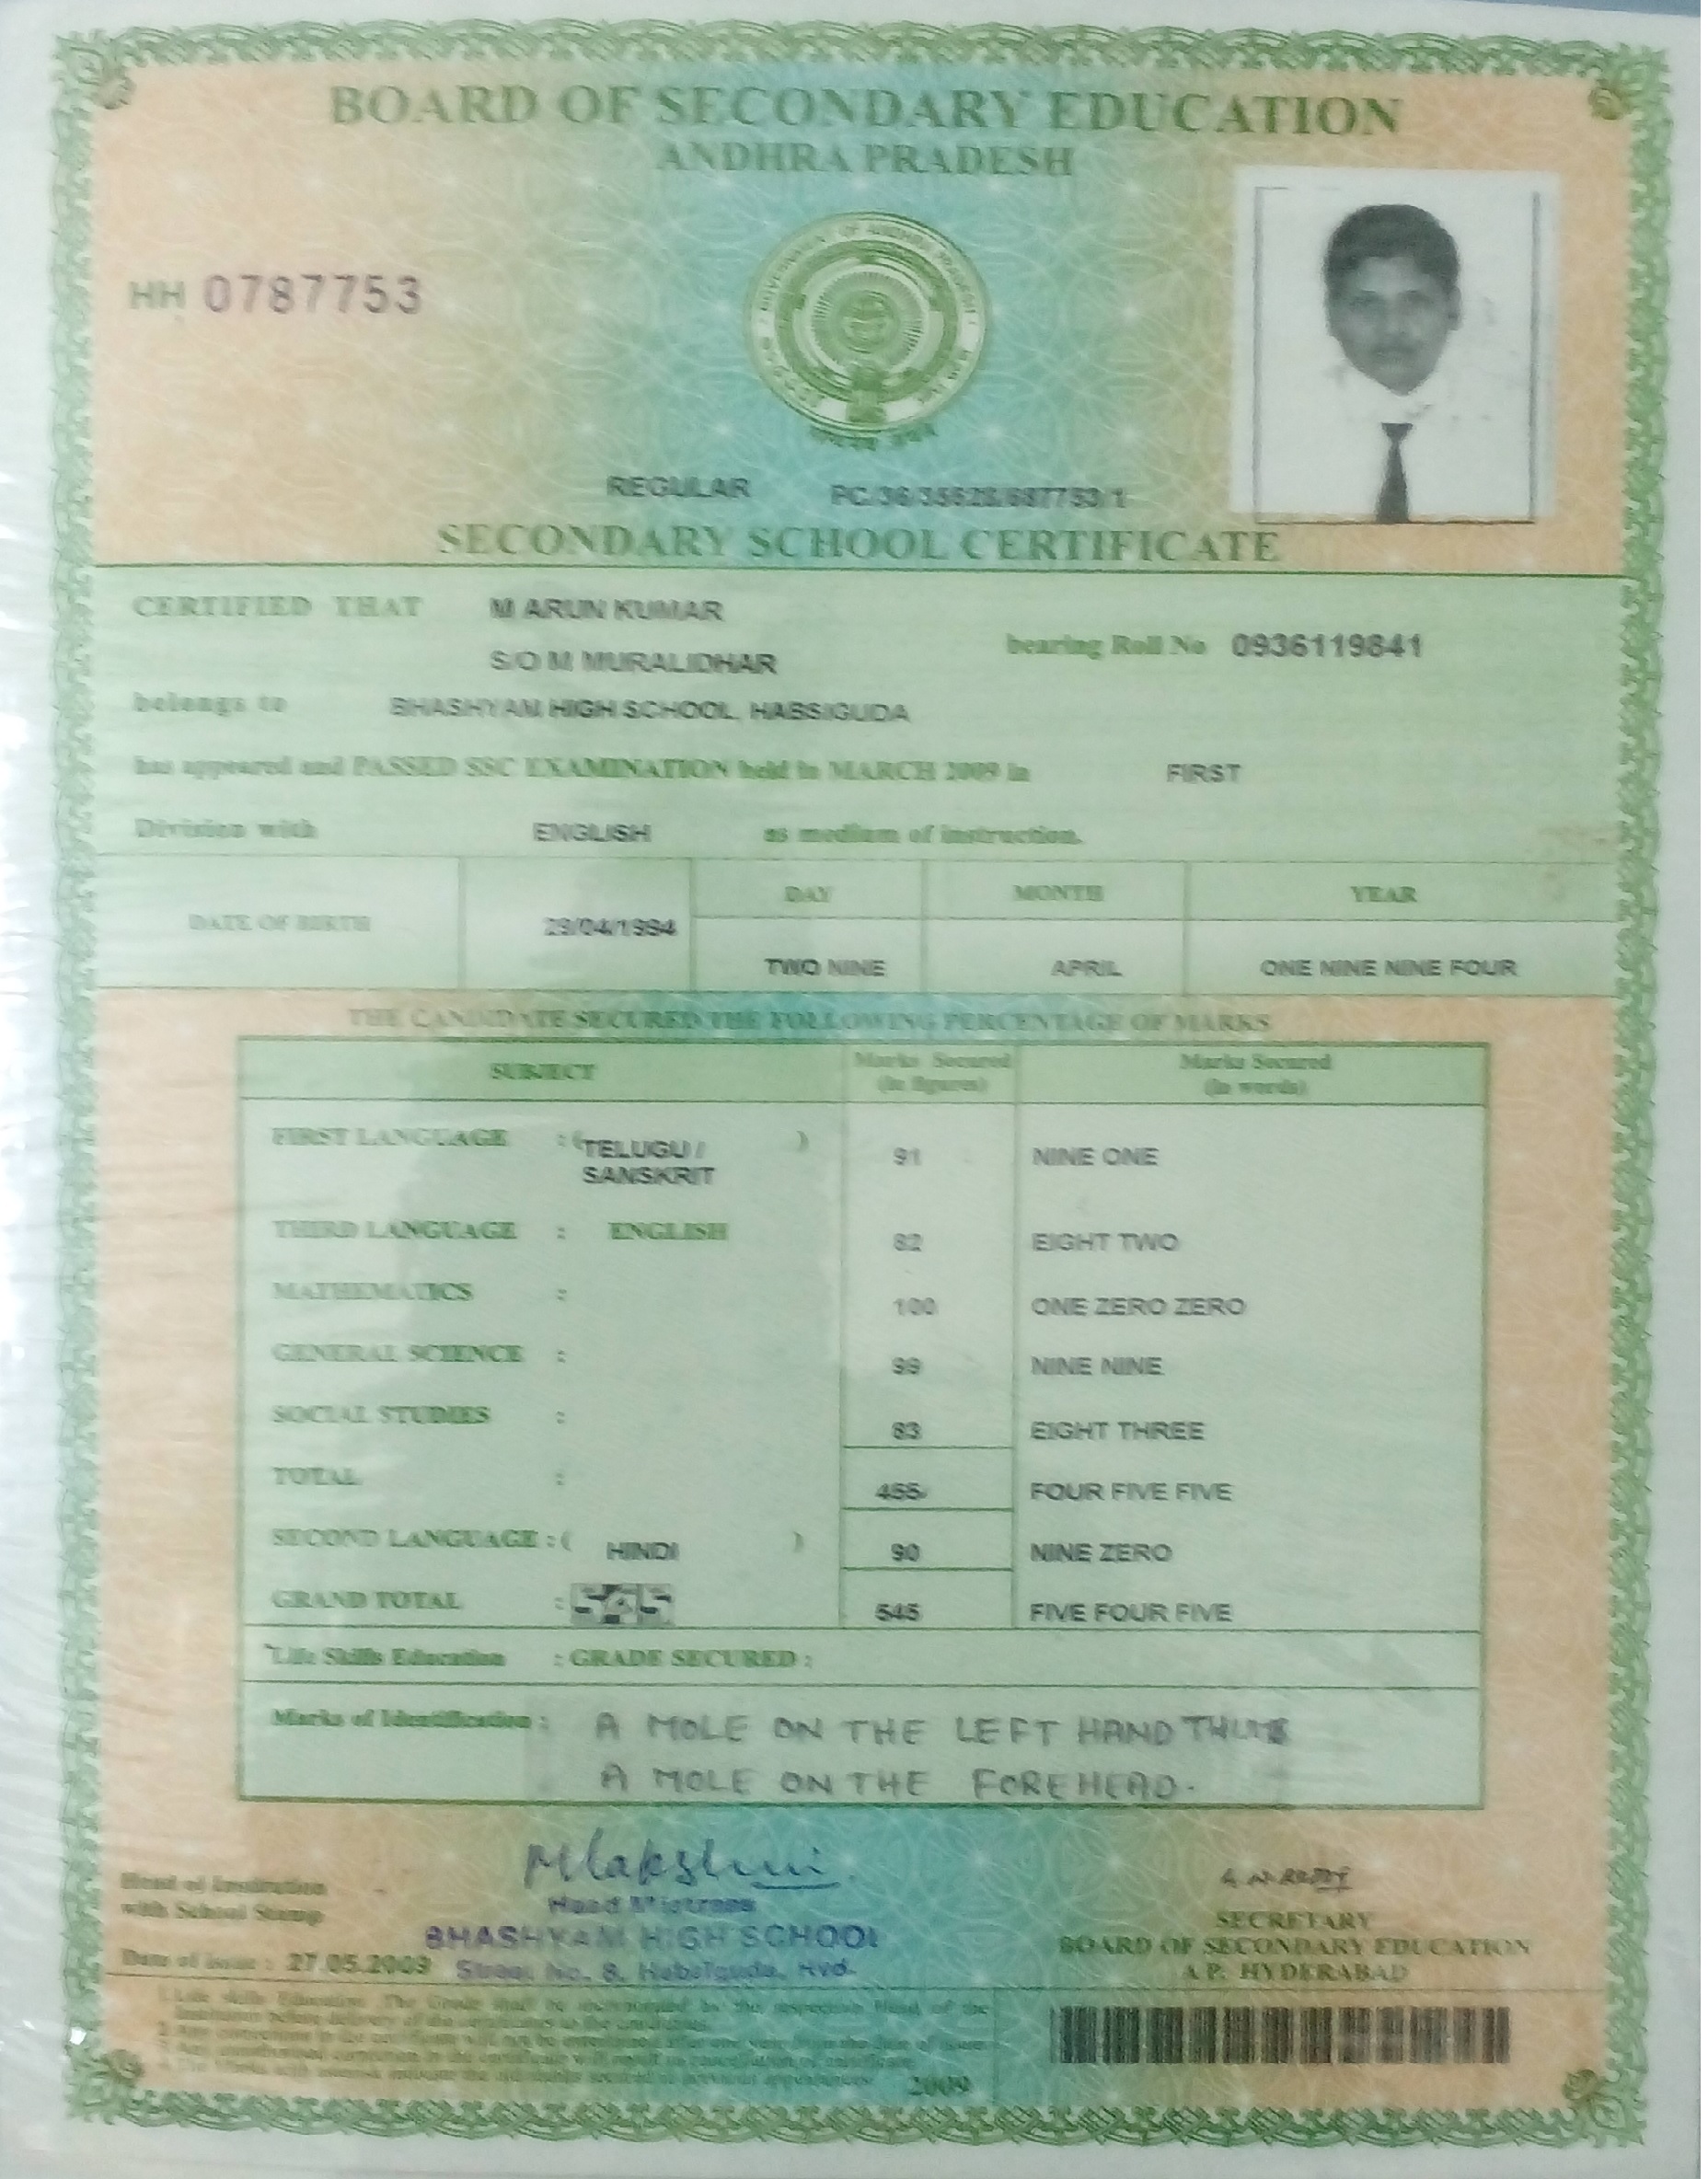 BOARD OF SECONDARY EDUCATION
ANDHRA PRADESH
HH 0787753
REGULAR
SECONDARY SCHOOL CERTIFICATE
CERTIFIED THAT M ARUN KUMAR
S/O M MURALIDHAR bearing Roll No 0936119841
belongs to BHASHYAM HIGH SCHOOL, HABSIGUDA
has appeared and PASSED SSC EXAMINATION held in MARCH 2009 in FIRST
Division with ENGLISH as medium of instruction.
DATE OF BIRTH 29/04/1994 DAY MONTH YEAR
TWO NINE APRIL ONE NINE NINE FOUR
THE CANDIDATE SECURED THE FOLLOWING PERCENTAGE OF MARKS
SUBJECT Marks Secured (In figures) Marks Secured (In words)
FIRST LANGUAGE : (TELUGU / SANSKRIT ) 91 NINE ONE
THIRD LANGUAGE : ENGLISH 82 EIGHT TWO
MATHEMATICS : 100 ONE ZERO ZERO
GENERAL SCIENCE : 99 NINE NINE
SOCIAL STUDIES : 83 EIGHT THREE
TOTAL : 455 FOUR FIVE FIVE
SECOND LANGUAGE : ( HINDI ) 90 NINE ZERO
GRAND TOTAL : 545 545 FIVE FOUR FIVE
*Life Skills Education : GRADE SECURED :
Marks of Identification : A MOLE ON THE LEFT HAND THUMB
A MOLE ON THE FOREHEAD.
Mlakshmi
Head of Institution
with School Stamp
Head Mistress
BHASHYAM HIGH SCHOOL
Street No. 8, Habsiguda, Hyd.
Date of issue : 27.05.2009
SECRETARY
BOARD OF SECONDARY EDUCATION
A.P. HYDERABAD
2009